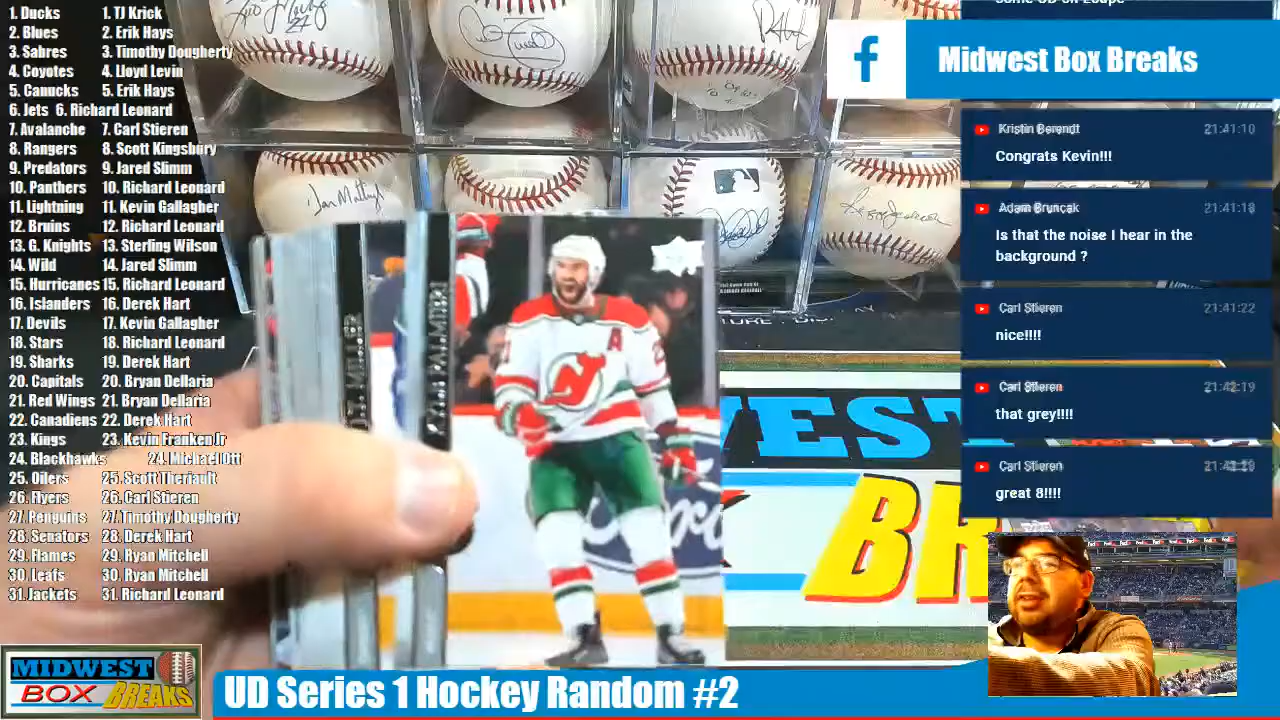 1. Ducks 1. TJ Krick
2. Blues 2. Erik Hays
3. Sabres 3. Timothy Dougherty
4. Coyotes 4. Lloyd Levin
5. Canucks 5. Erik Hays
6. Jets 6. Richard Leonard
7. Avalanche 7. Carl Stieren
8. Rangers 8. Scott Kingsbury
9. Predators 9. Jared Slimm
10. Panthers 10. Richard Leonard
11. Lightning 11. Kevin Gallagher
12. Bruins 12. Richard Leonard
13. G. Knights 13. Sterling Wilson
14. Wild 14. Jared Slimm
15. Hurricanes 15. Richard Leonard
16. Islanders 16. Derek Hart
17. Devils 17. Kevin Gallagher
18. Stars 18. Richard Leonard
19. Sharks 19. Derek Hart
20. Capitals 20. Bryan Dellaria
21. Red Wings 21. Bryan Dellaria
22. Canadiens 22. Derek Hart
23. Kings 23. Kevin Franken Jr
24. Blackhawks 24. Michael Ott
25. Oilers 25. Scott Theriault
26. Flyers 26. Carl Stieren
27. Penguins 27. Timothy Dougherty
28. Senators 28. Derek Hart
29. Flames 29. Ryan Mitchell
30. Leafs 30. Ryan Mitchell
31. Jackets 31. Richard Leonard
MIDWEST
BOX BREAKS
UD Series 1 Hockey Random #2
KYLE PALMIERI
A
WEST
BR
f Midwest Box Breaks
Kristin Berendt 21:41:10
Congrats Kevin!!!
Adam Bruncak 21:41:18
Is that the noise I hear in the
background ?
Carl Stieren 21:41:22
nice!!!!
Carl Stieren 21:42:19
that grey!!!!
Carl Stieren 21:42:29
great 8!!!!